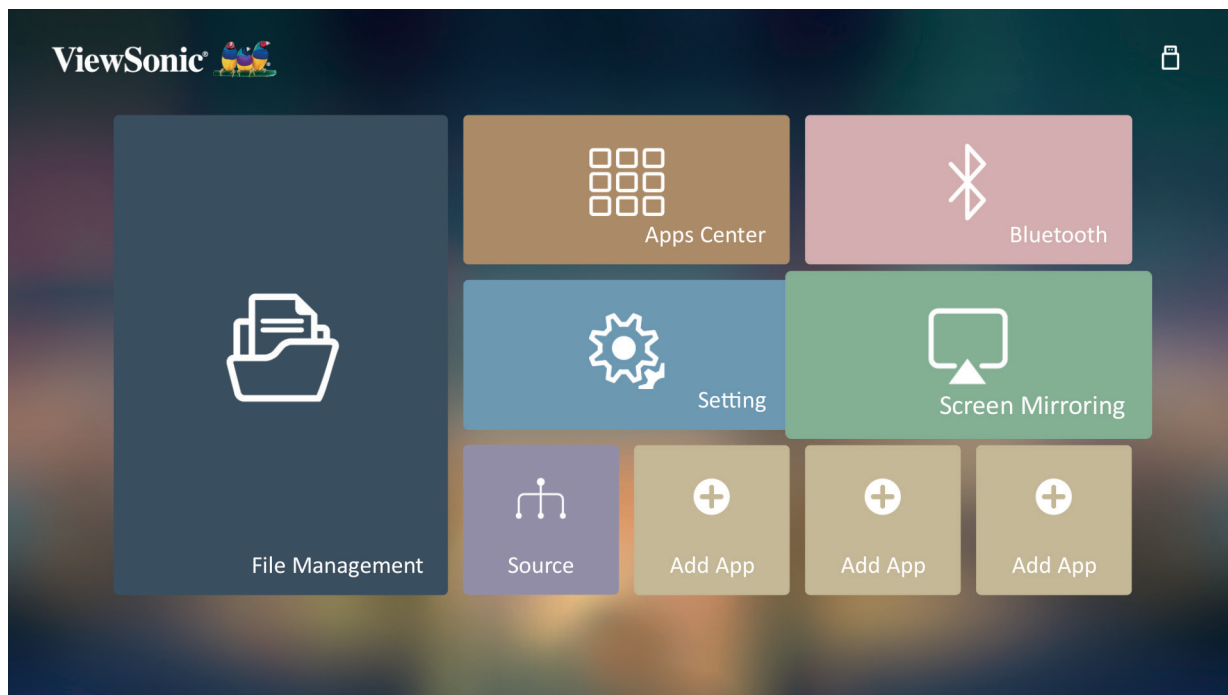 ViewSonic®
Apps Center
Bluetooth
Setting
Screen Mirroring
File Management
Source
Add App
Add App
Add App